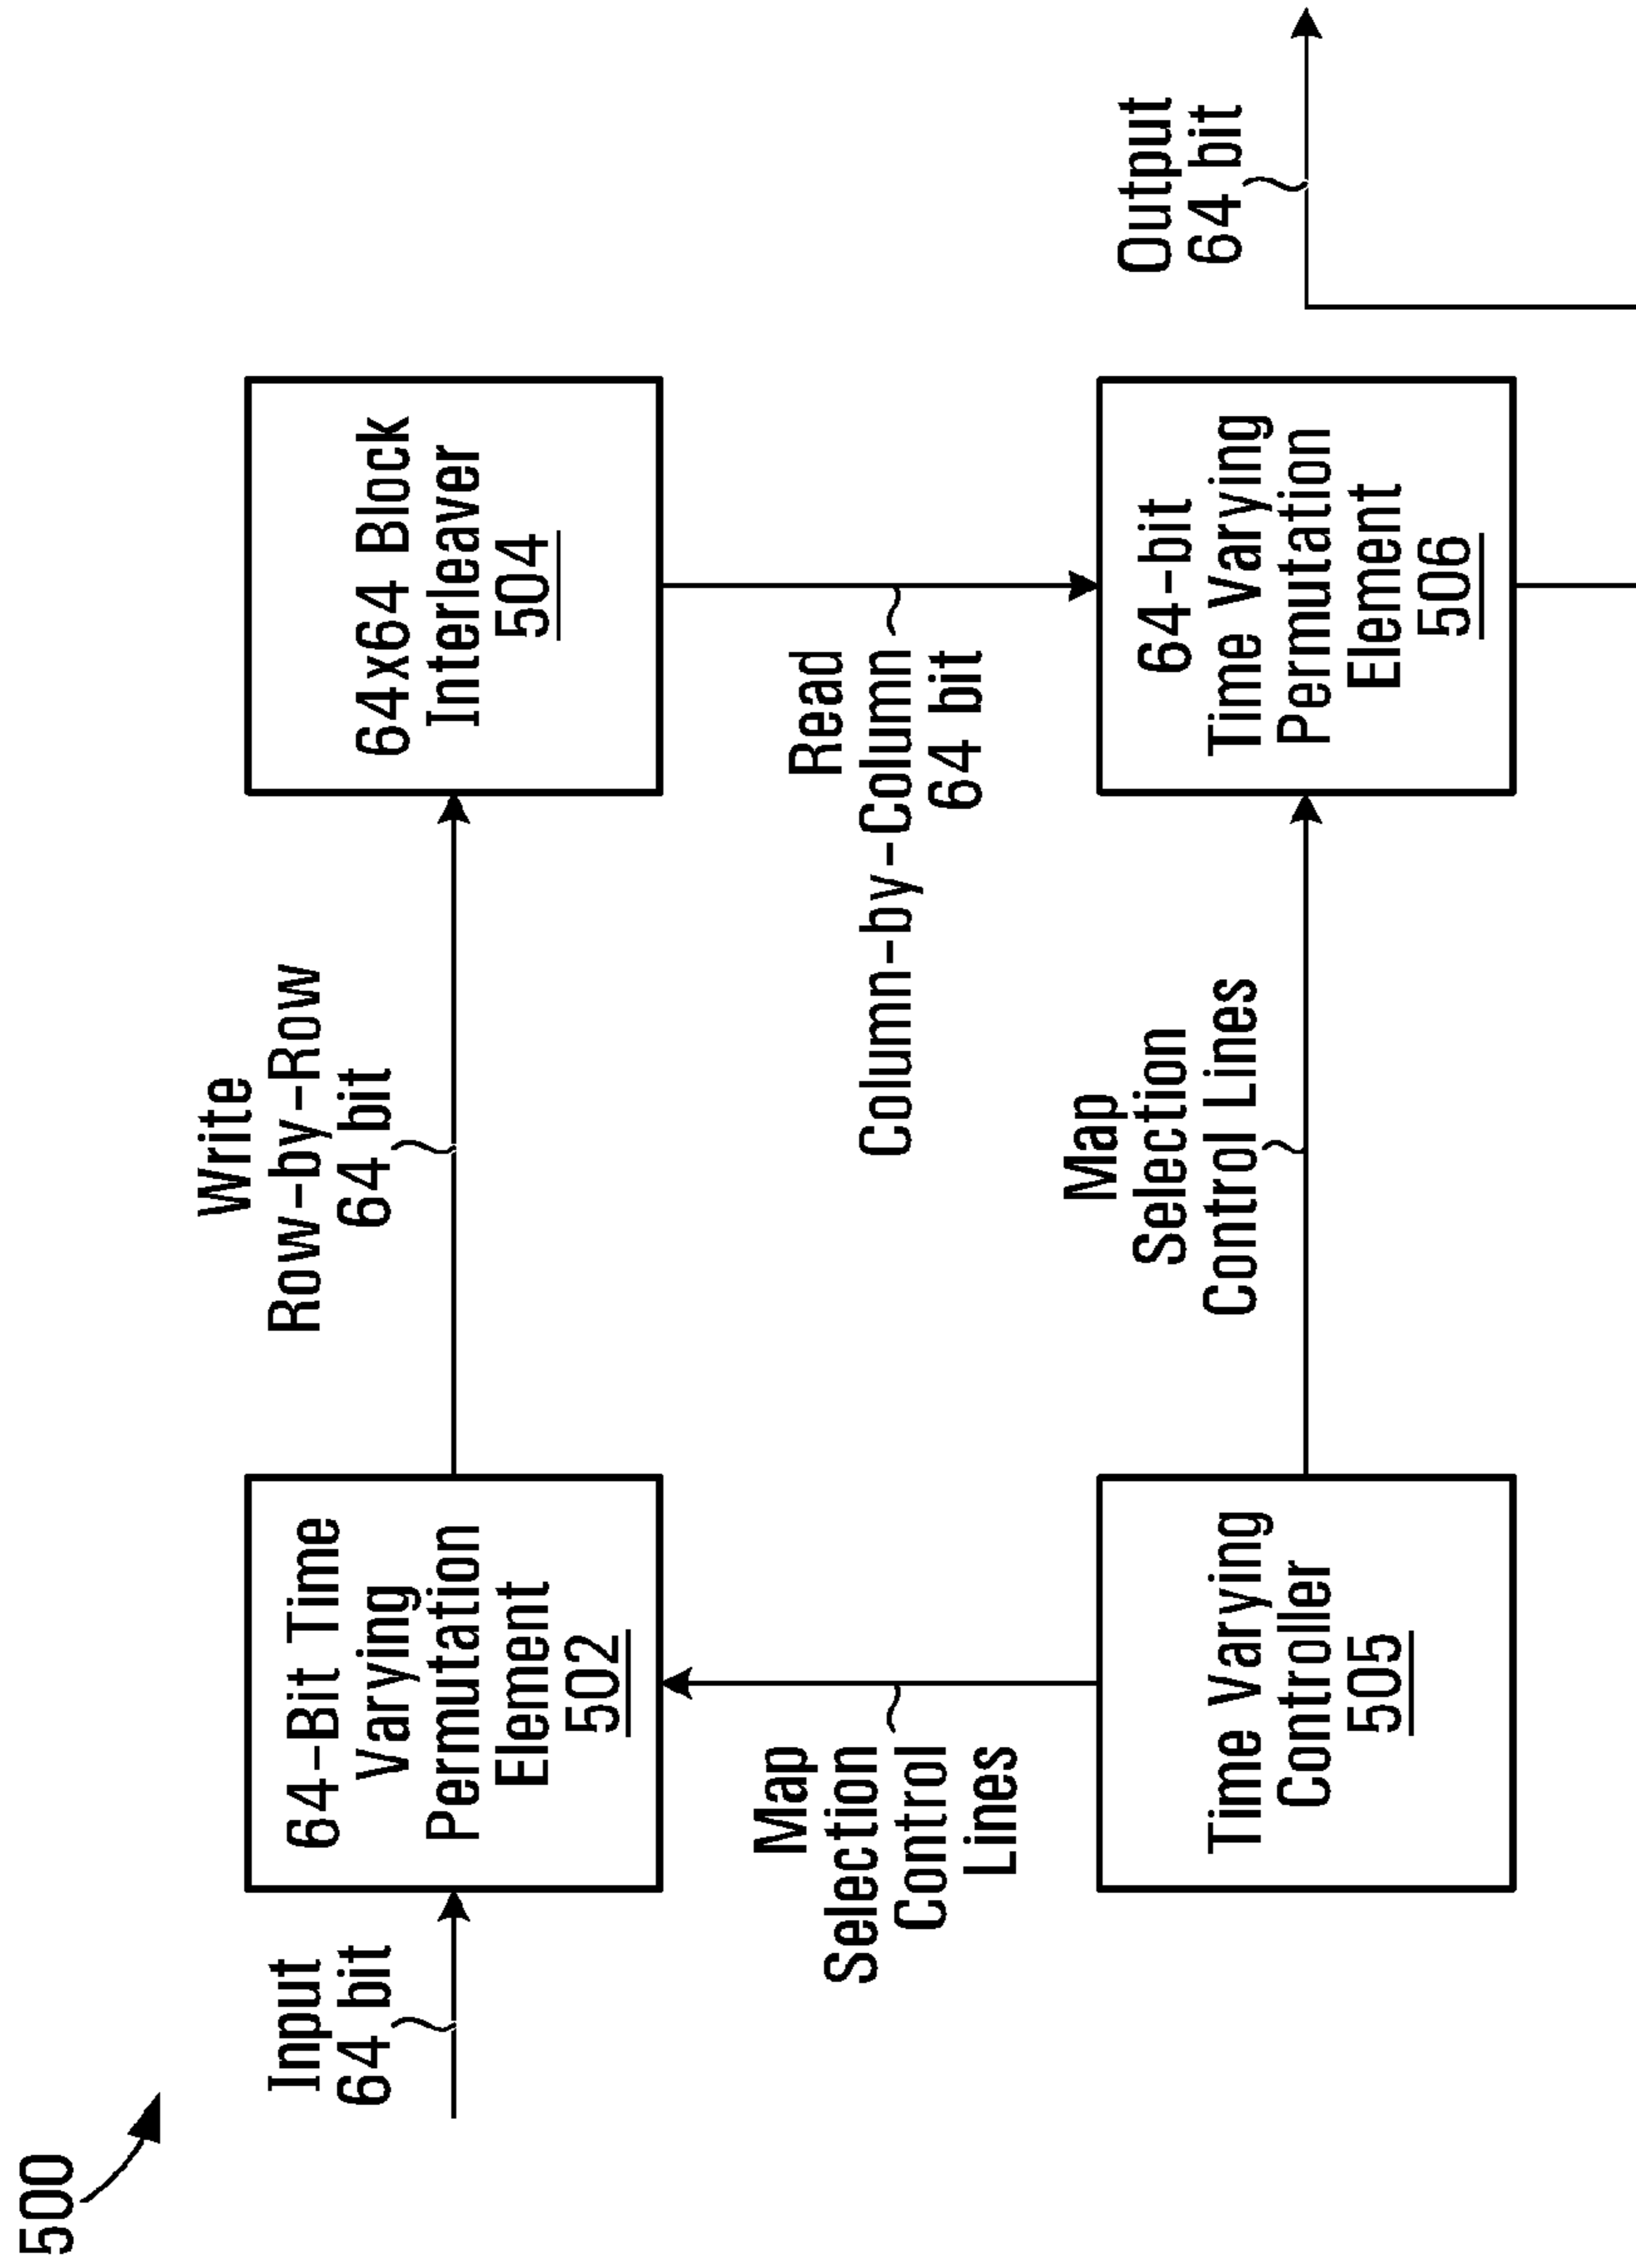 500
Input
64 bit
64-Bit Time
Varying
Permutation
Element
502
Write
Row-by-Row
64 bit
64x64 Block
Interleaver
504
Map
Selection
Control
Lines
Read
Column-by-Column
64 bit
Time Varying
Controller
505
Map
Selection
Control Lines
64-bit
Time Varying
Permutation
Element
506
Output
64 bit